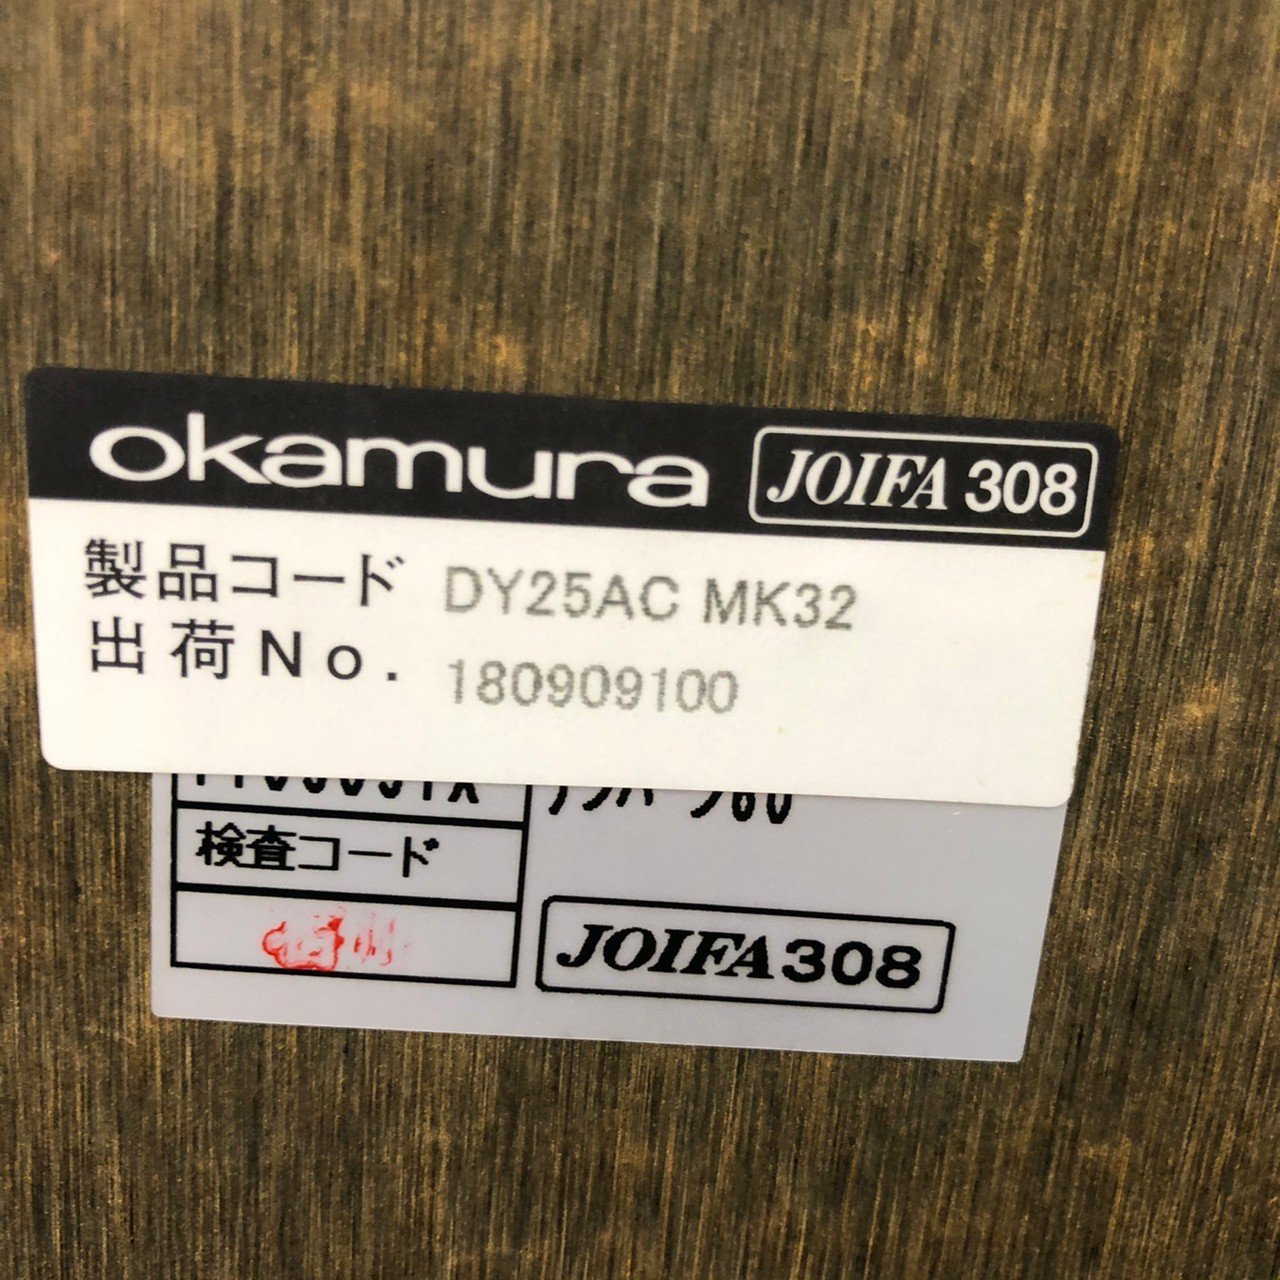 okamura JOIFA 308
製品コード DY25AC MK32
出荷No. 180909100
検査コード
JOIFA308